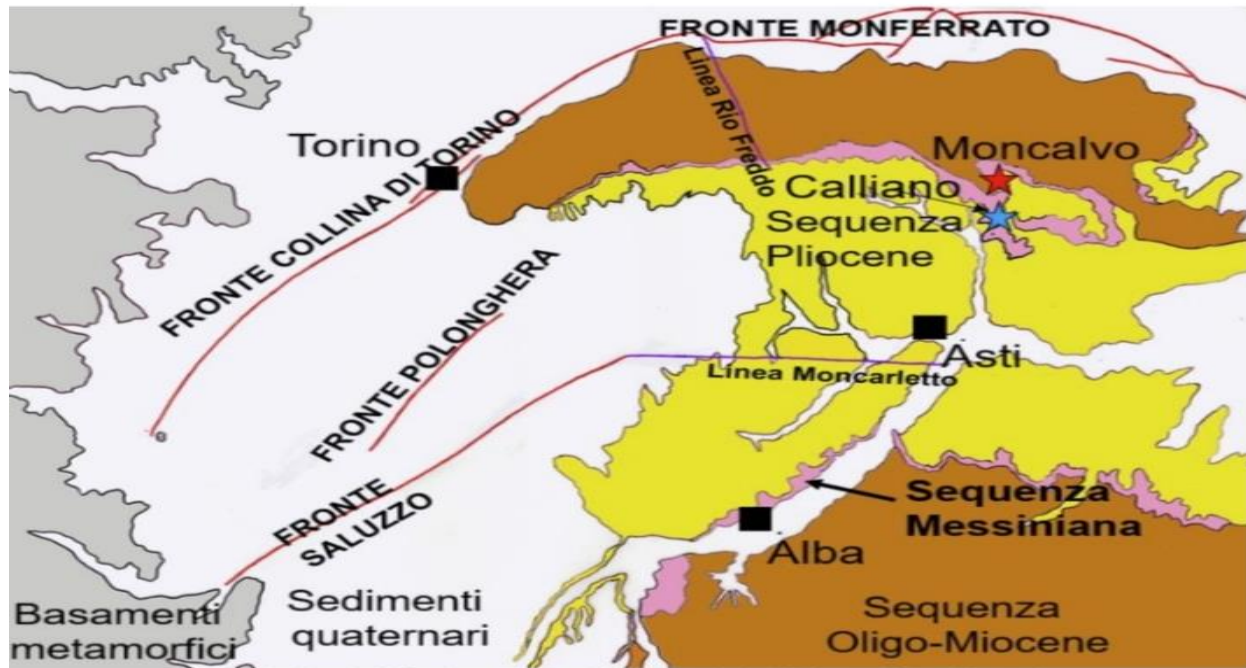 FRONTE MONFERRATO
Linea Rio Freddo
Torino
FRONTE COLLINA DI TORINO
Moncalvo
Calliano
Sequenza
Pliocene
FRONTE POLONGHERA
Asti
Linea Moncarletto
FRONTE
SALUZZO
Sequenza
Messiniana
Alba
Basamenti
metamorfici
Sedimenti
quaternari
Sequenza
Oligo-Miocene